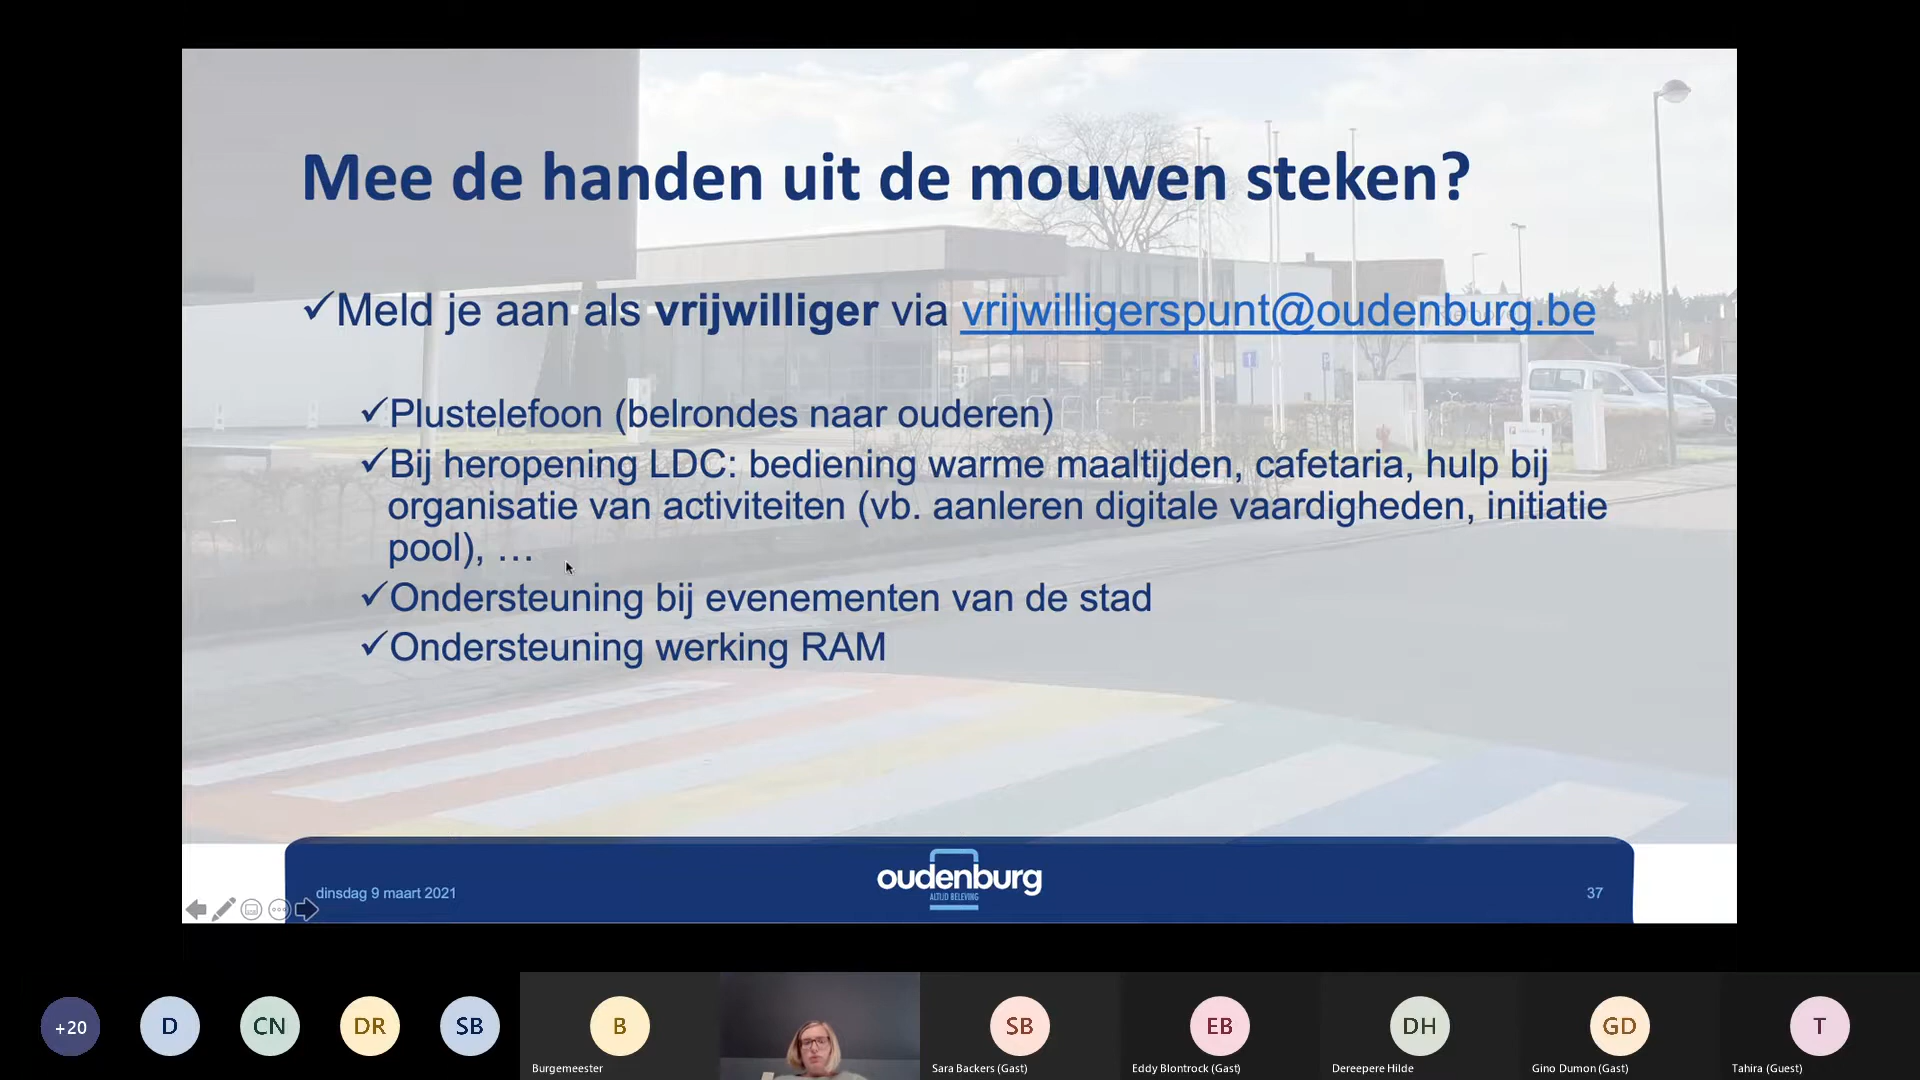 Mee de handen uit de mouwen steken?
✓Meld je aan als vrijwilliger via vrijwilligerspunt@oudenburg.be
✓Plustelefoon (belrondes naar ouderen)
✓Bij heropening LDC: bediening warme maaltijden, cafetaria, hulp bij
organisatie van activiteiten (vb. aanleren digitale vaardigheden, initiatie
pool), …
✓Ondersteuning bij evenementen van de stad
✓Ondersteuning werking RAM
dinsdag 9 maart 2021
oudenburg
ALTIJD BELEVING
37
+20
D
CN
DR
SB
B
SB
EB
DH
GD
T
Burgemeester
Sara Backers (Gast)
Eddy Blontrock (Gast)
Dereepere Hilde
Gino Dumon (Gast)
Tahira (Guest)